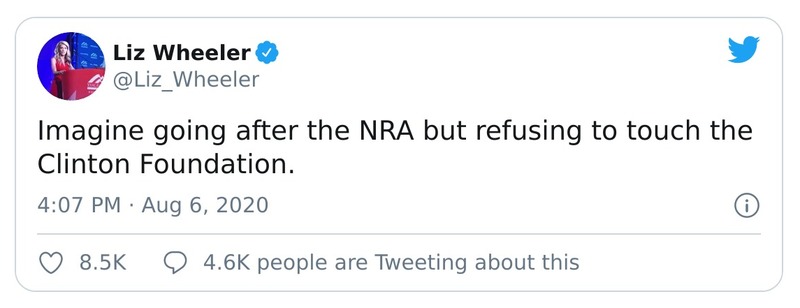 Liz Wheeler
@Liz_Wheeler
Imagine going after the NRA but refusing to touch the
Clinton Foundation.
4:07 PM · Aug 6, 2020
8.5K 4.6K people are Tweeting about this